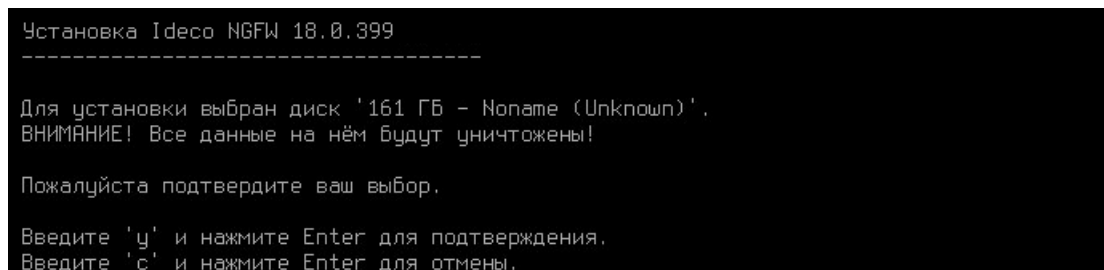 Установка Ideco NGFW 18.0.399
------------------------------------
Для установки выбран диск '161 ГБ - Noname (Unknown)'.
ВНИМАНИЕ! Все данные на нём будут уничтожены!
Пожалуйста подтвердите ваш выбор.
Введите 'y' и нажмите Enter для подтверждения.
Введите 'c' и нажмите Enter для отмены.